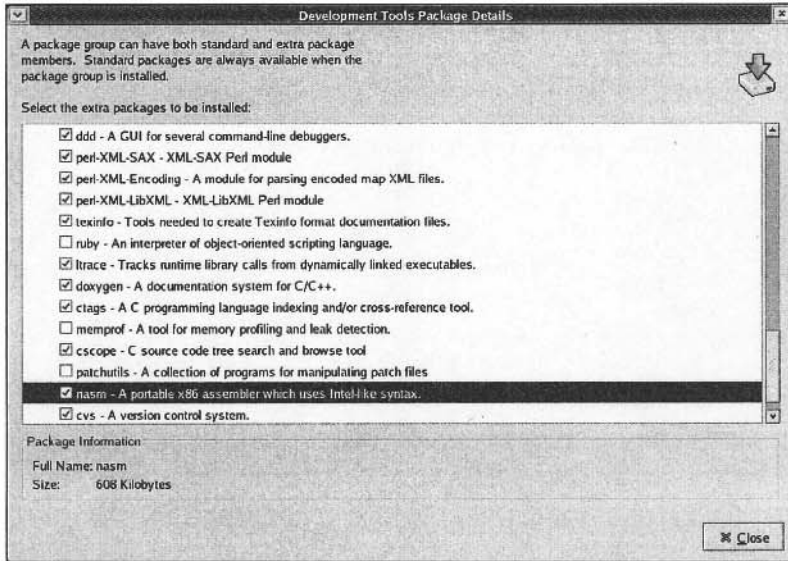 Development Tools Package Details
A package group can have both standard and extra package
members. Standard packages are always available when the
package group is installed.
Select the extra packages to be installed:
ddd - A GUI for several command-line debuggers.
perl-XML-SAX - XML-SAX Perl module
perl-XML-Encoding - A module for parsing encoded map XML files.
perl-XML-LibXML - XML-LibXML Perl module
texinfo - Tools needed to create Texinfo format documentation files.
ruby - An interpreter of object-oriented scripting language.
ltrace - Tracks runtime library calls from dynamically linked executables.
doxygen - A documentation system for C/C++.
ctags - A C programming language indexing and/or cross-reference tool.
memprof - A tool for memory profiling and leak detection.
cscope - C source code tree search and browse tool
patchutils - A collection of programs for manipulating patch files
nasm - A portable x86 assembler which uses Intel-like syntax.
cvs - A version control system.
Package Information
Full Name: nasm
Size: 608 Kilobytes
Close